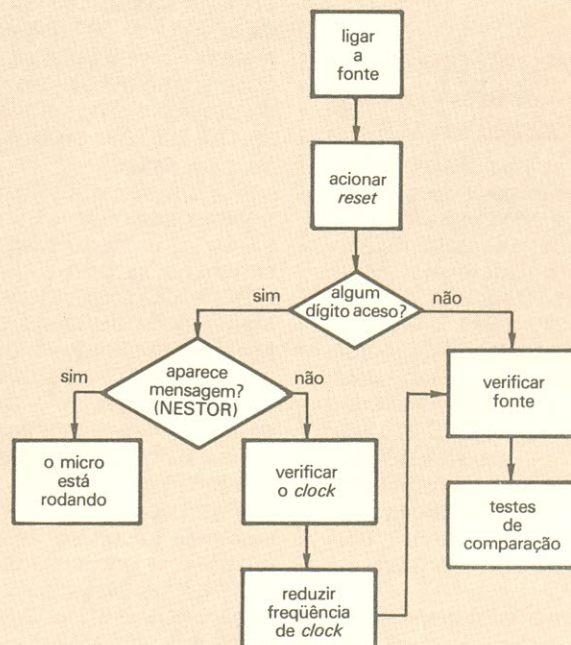 ligar
a
fonte
acionar
reset
algum
dígito aceso?
sim
não
aparece
mensagem?
(NESTOR)
sim
não
verificar
fonte
o micro
está
rodando
verificar
o clock
testes
de
comparação
reduzir
freqüência
de clock